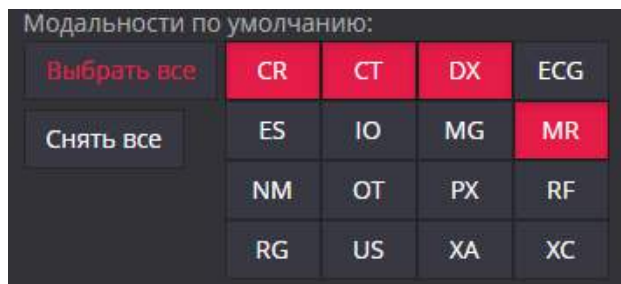 Модальности по умолчанию:
Выбрать все CR CT DX ECG
Снять все ES IO MG MR
NM OT PX RF
RG US XA XC